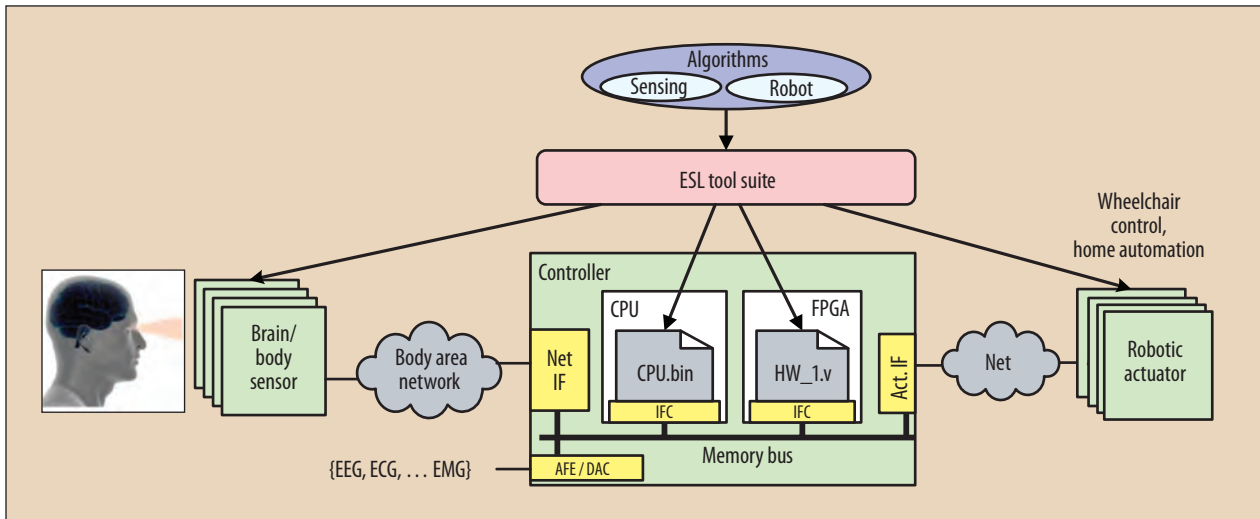 Algorithms
Sensing
Robot
ESL tool suite
Wheelchair
control,
home automation
Controller
CPU
FPGA
Brain/
body
sensor
Body area
network
Net
IF
CPU.bin
HW_1.v
Act. IF
Net
Robotic
actuator
IFC
IFC
Memory bus
{EEG, ECG, … EMG}
AFE / DAC